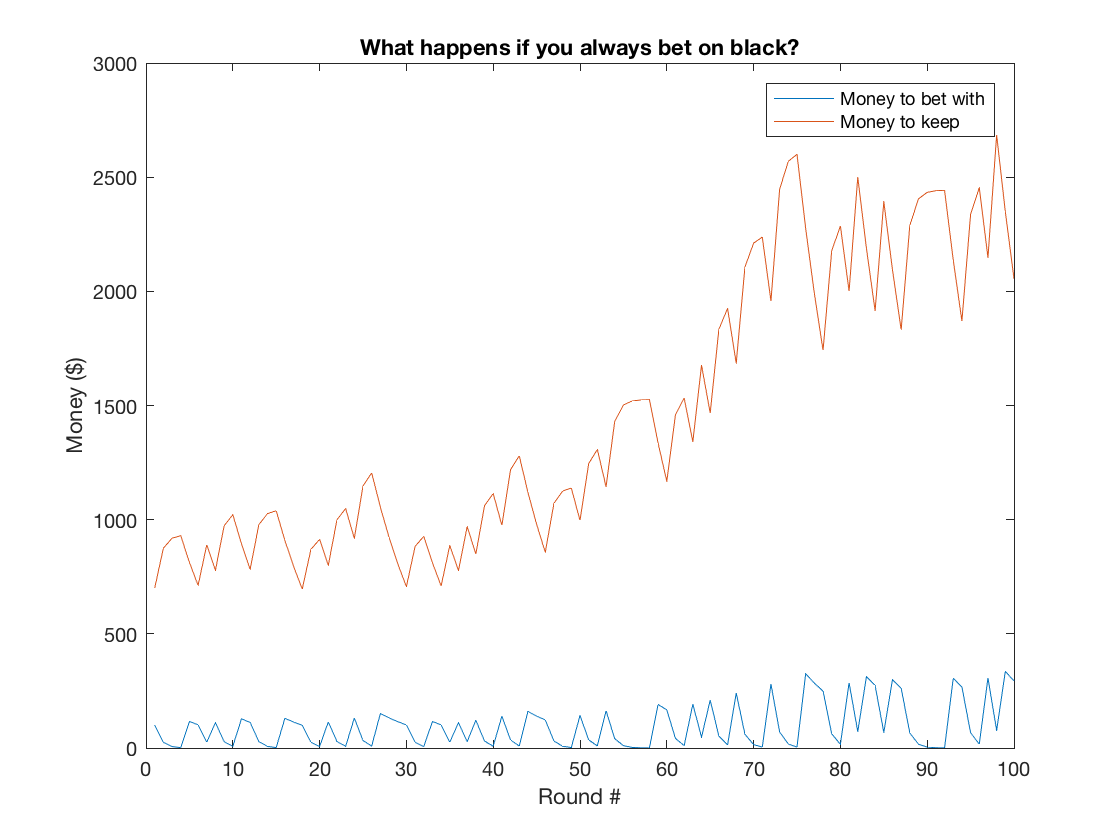 What happens if you always bet on black?
Money to bet with
Money to keep
3000
2500
2000
1500
1000
500
0
Money ($)
0 10 20 30 40 50 60 70 80 90 100
Round #